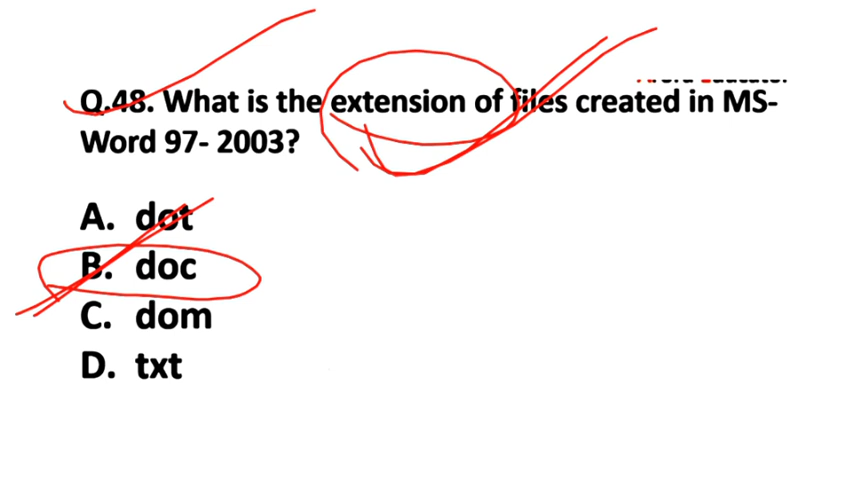 Q.48. What is the extension of files created in MS-
Word 97- 2003?
A. dot
B. doc
C. dom
D. txt